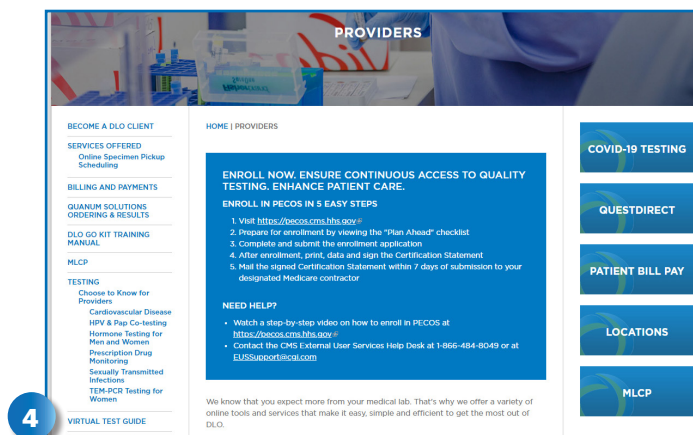 PROVIDERS
BECOME A DLO CLIENT
SERVICES OFFERED
Online Specimen Pickup
Scheduling
BILLING AND PAYMENTS
QUANUM SOLUTIONS
ORDERING & RESULTS
DLO GO KIT TRAINING
MANUAL
MLCP
TESTING
Choose to Know for
Providers
Cardiovascular Disease
HPV & Pap Co-testing
Hormone Testing for
Men and Women
Prescription Drug
Monitoring
Sexually Transmitted
Infections
TEM-PCR Testing for
Women
VIRTUAL TEST GUIDE
4
HOME | PROVIDERS
ENROLL NOW. ENSURE CONTINUOUS ACCESS TO QUALITY
TESTING. ENHANCE PATIENT CARE.
ENROLL IN PECOS IN 5 EASY STEPS
1. Visit https://pecos.cms.hhs.gov
2. Prepare for enrollment by viewing the "Plan Ahead" checklist
3. Complete and submit the enrollment application
4. After enrollment, print, data and sign the Certification Statement
5. Mail the signed Certification Statement within 7 days of submission to your
designated Medicare contractor
NEED HELP?
• Watch a step-by-step video on how to enroll in PECOS at
https://pecos.cms.hhs.gov
• Contact the CMS External User Services Help Desk at 1-866-484-8049 or at
EUSSupport@cgi.com
We know that you expect more from your medical lab. That's why we offer a variety of
online tools and services that make it easy, simple and efficient to get the most out of
DLO.
COVID-19 TESTING
QUESTDIRECT
PATIENT BILL PAY
LOCATIONS
MLCP